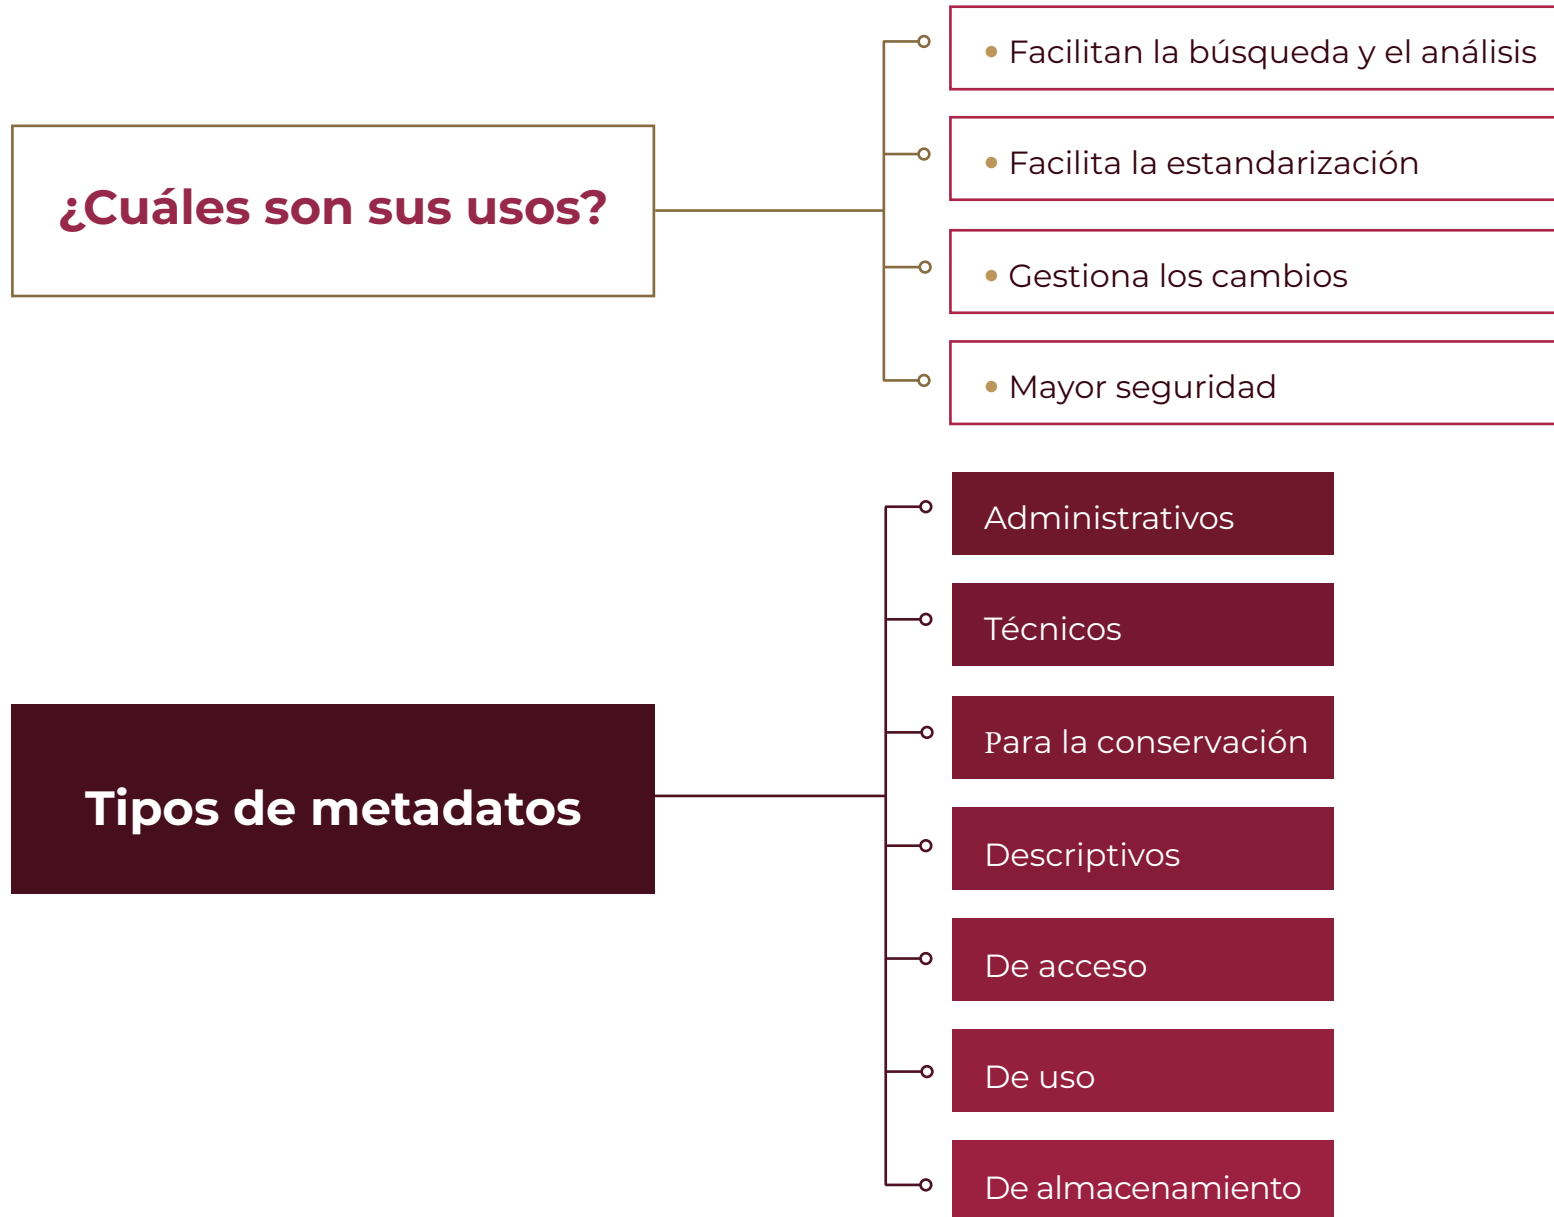 ¿Cuáles son sus usos?
• Facilitan la búsqueda y el análisis
• Facilita la estandarización
• Gestiona los cambios
• Mayor seguridad
Tipos de metadatos
Administrativos
Técnicos
Para la conservación
Descriptivos
De acceso
De uso
De almacenamiento